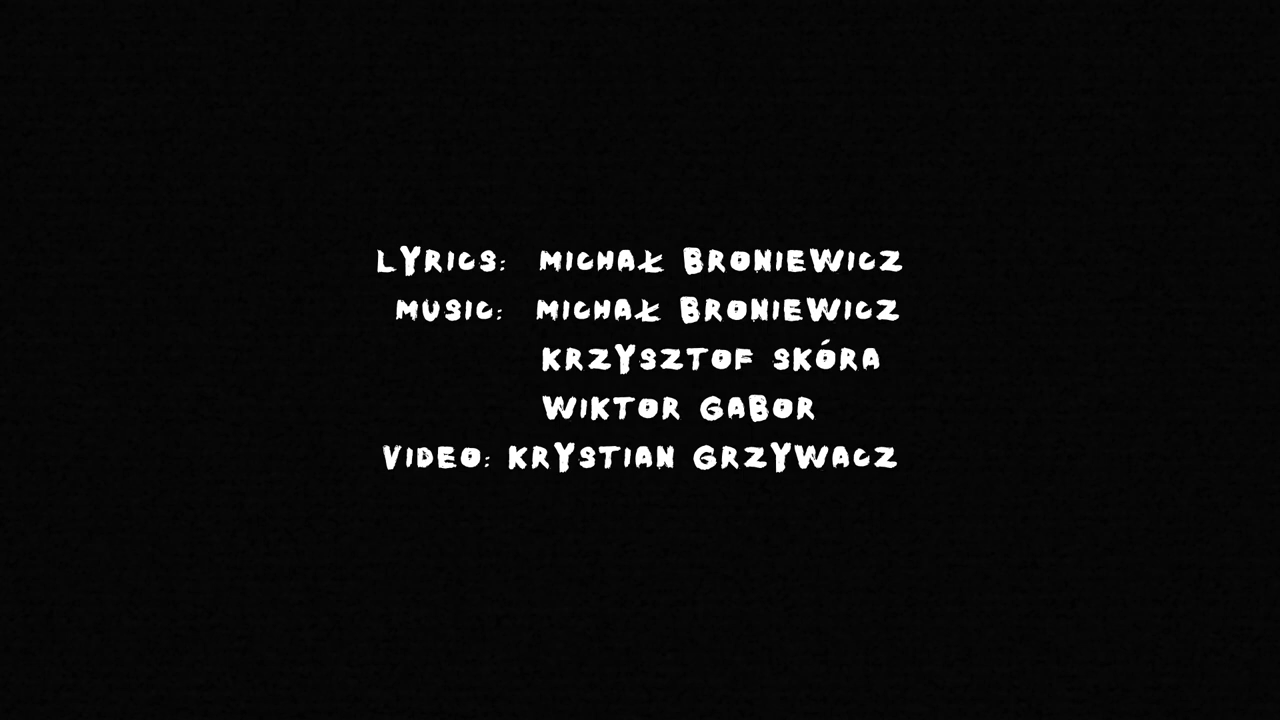 LYRICS: MICHAŁ BRONIEWICZ
MUSIC: MICHAŁ BRONIEWICZ
KRZYSZTOF SKÓRA
WIKTOR GABOR
VIDEO: KRYSTIAN GRZYWACZ